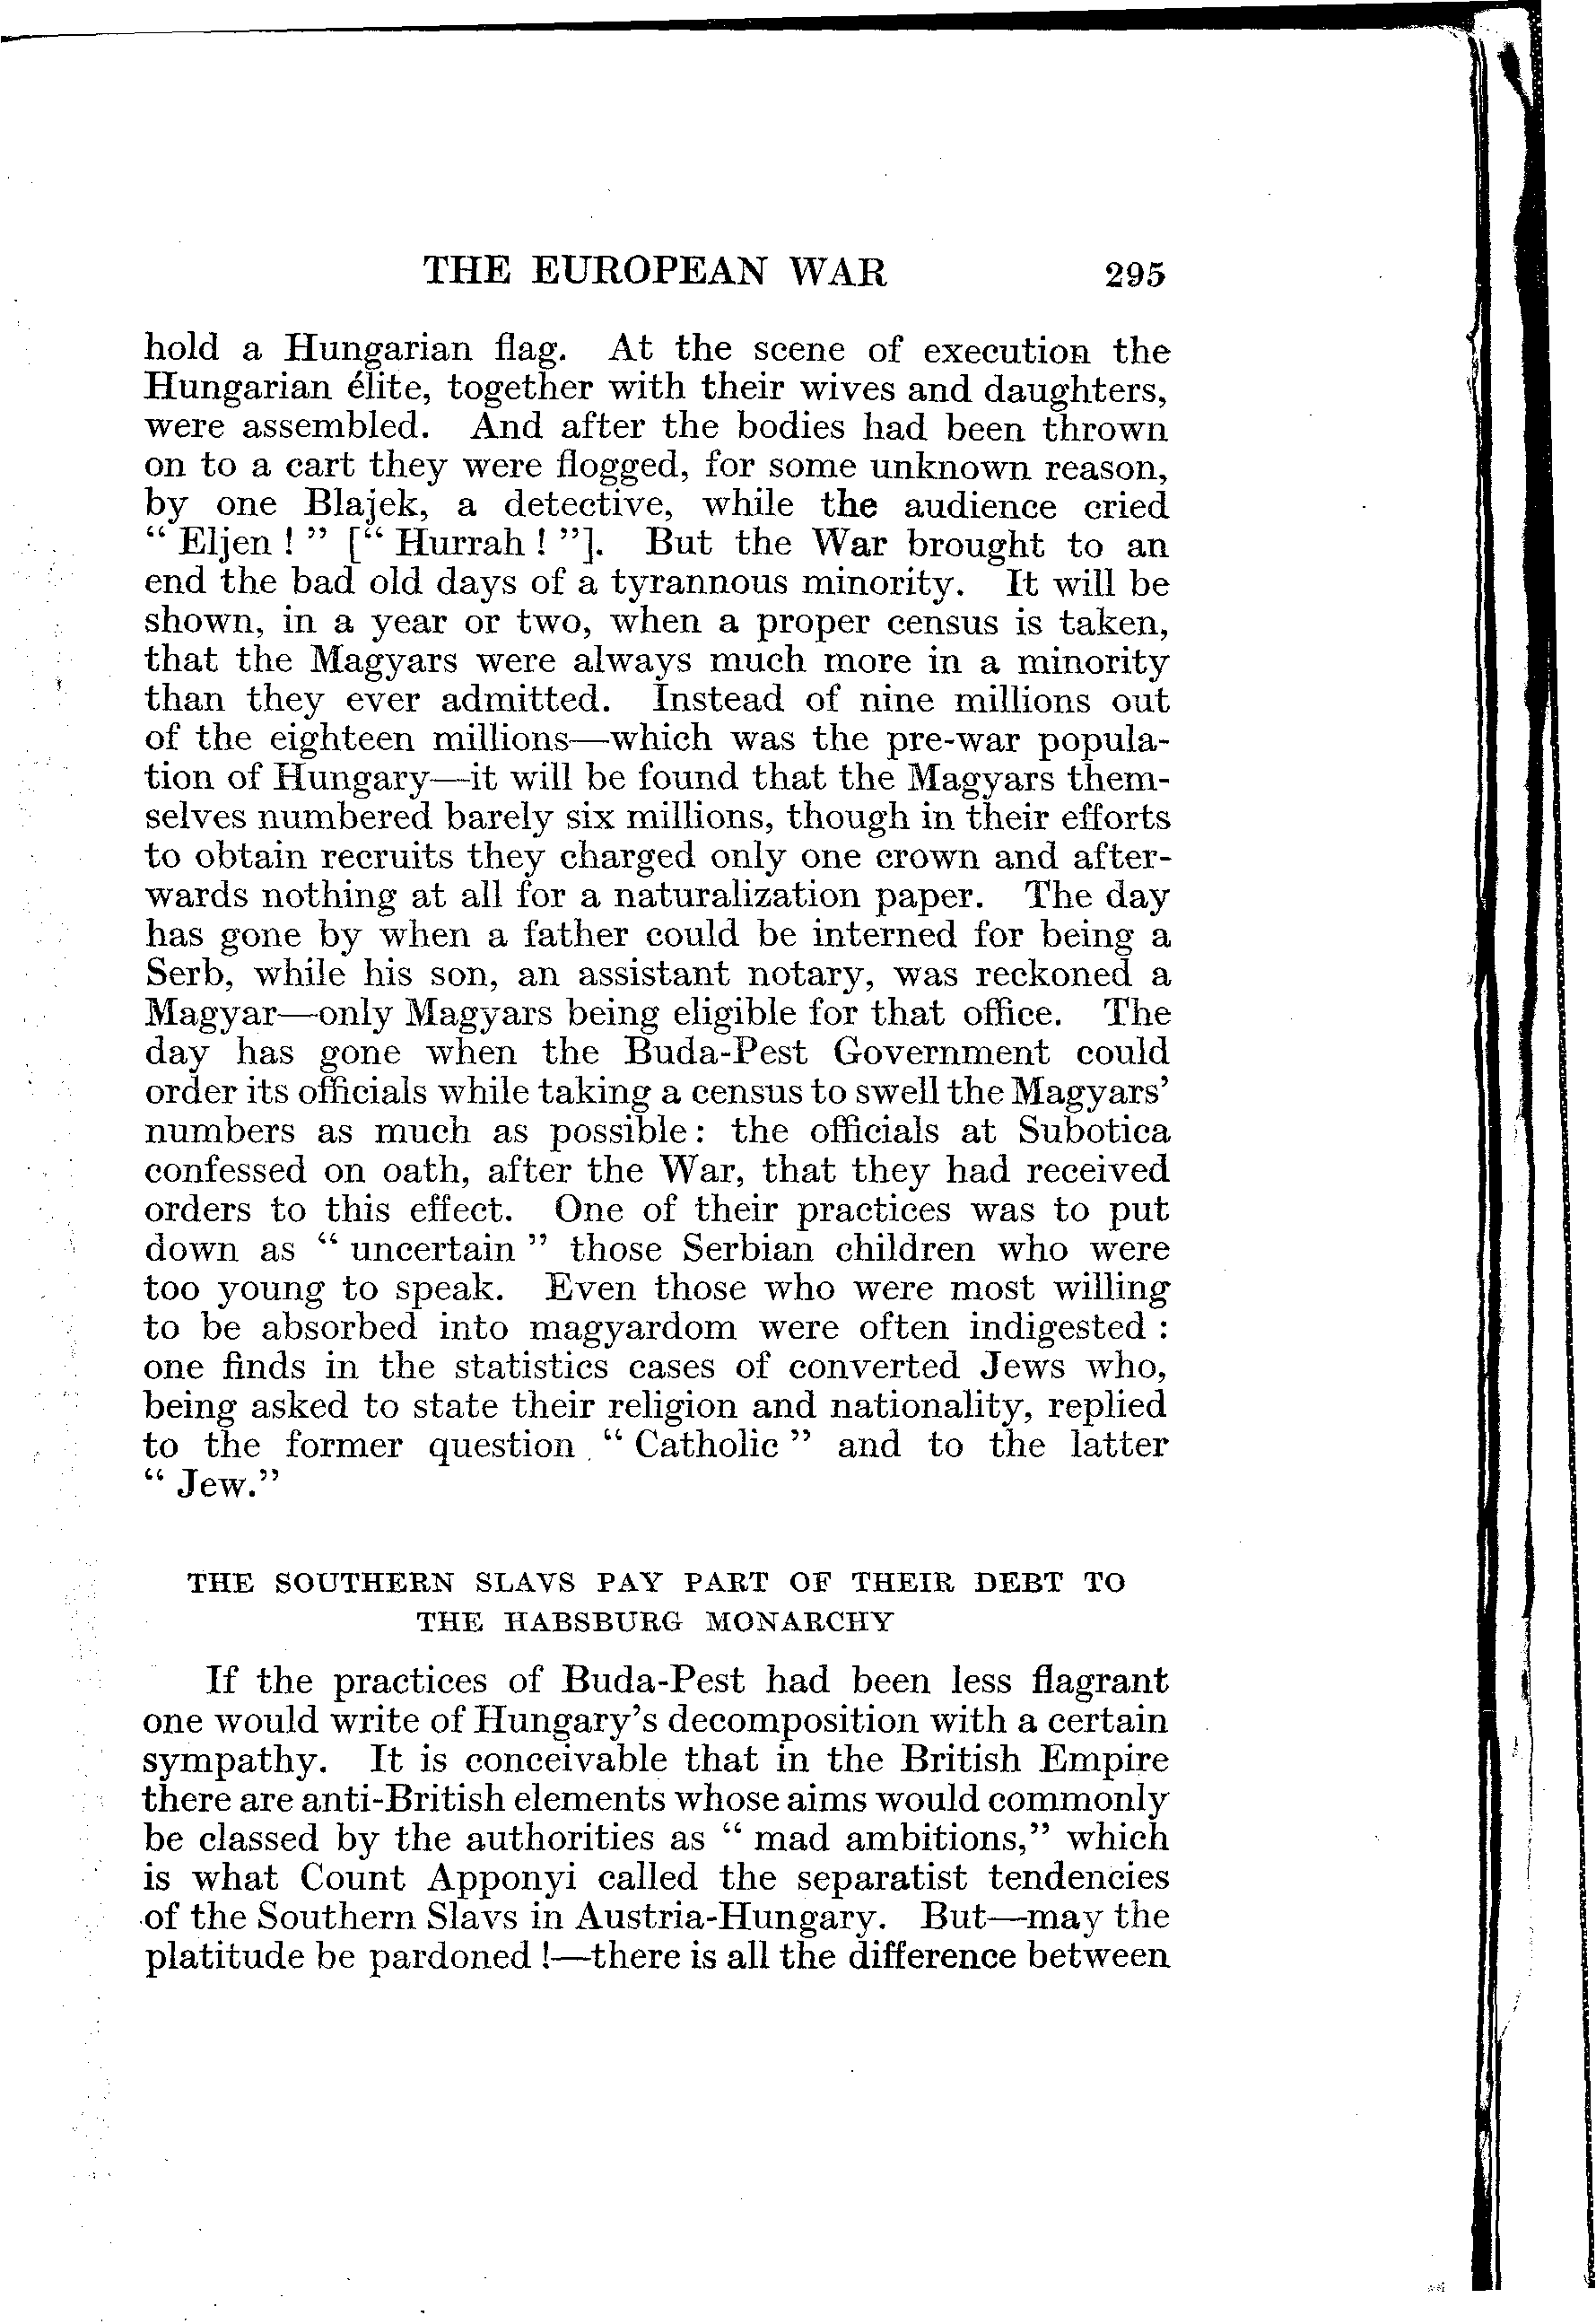 THE EUROPEAN WAR 295
hold a Hungarian flag. At the scene of execution the
Hungarian élite, together with their wives and daughters,
were assembled. And after the bodies had been thrown
on to a cart they were flogged, for some unknown reason,
by one Blajek, a detective, while the audience cried
“ Eljen ! ” [“ Hurrah ! ”]. But the War brought to an
end the bad old days of a tyrannous minority. It will be
shown, in a year or two, when a proper census is taken,
that the Magyars were always much more in a minority
than they ever admitted. Instead of nine millions out
of the eighteen millions—which was the pre-war popula-
tion of Hungary—it will be found that the Magyars them-
selves numbered barely six millions, though in their efforts
to obtain recruits they charged only one crown and after-
wards nothing at all for a naturalization paper. The day
has gone by when a father could be interned for being a
Serb, while his son, an assistant notary, was reckoned a
Magyar—only Magyars being eligible for that office. The
day has gone when the Buda-Pest Government could
order its officials while taking a census to swell the Magyars’
numbers as much as possible: the officials at Subotica
confessed on oath, after the War, that they had received
orders to this effect. One of their practices was to put
down as “ uncertain ” those Serbian children who were
too young to speak. Even those who were most willing
to be absorbed into magyardom were often indigested :
one finds in the statistics cases of converted Jews who,
being asked to state their religion and nationality, replied
to the former question “ Catholic ” and to the latter
“ Jew.”
THE SOUTHERN SLAVS PAY PART OF THEIR DEBT TO
THE HABSBURG MONARCHY
If the practices of Buda-Pest had been less flagrant
one would write of Hungary’s decomposition with a certain
sympathy. It is conceivable that in the British Empire
there are anti-British elements whose aims would commonly
be classed by the authorities as “ mad ambitions,” which
is what Count Apponyi called the separatist tendencies
of the Southern Slavs in Austria-Hungary. But—may the
platitude be pardoned !—there is all the difference between